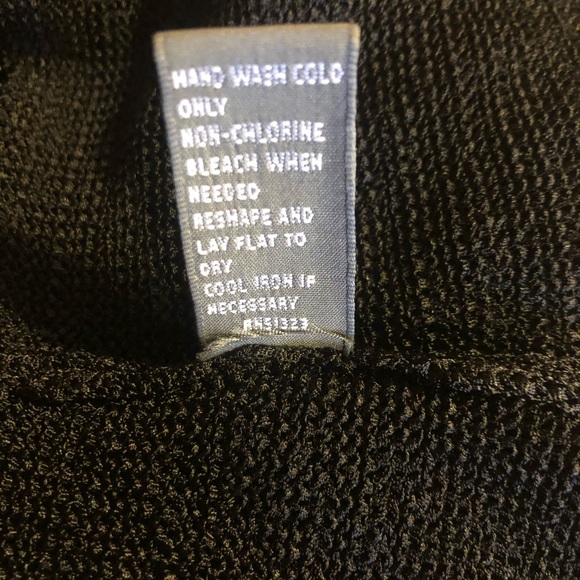 HAND WASH COLD
ONLY
NON-CHLORINE
BLEACH WHEN
NEEDED
RESHAPE AND
LAY FLAT TO
DRY
COOL IRON IF
NECESSARY
RN51323